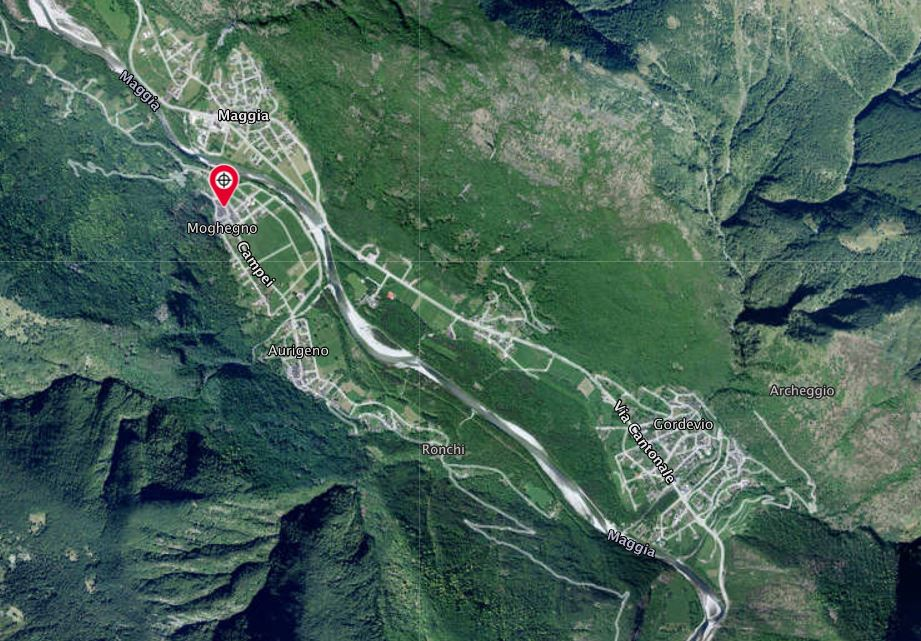 Maggia
Maggia
Moghegno
Campei
Aurigeno
Archeggio
Via Cantonale
Gordevio
Ronchi
Maggia